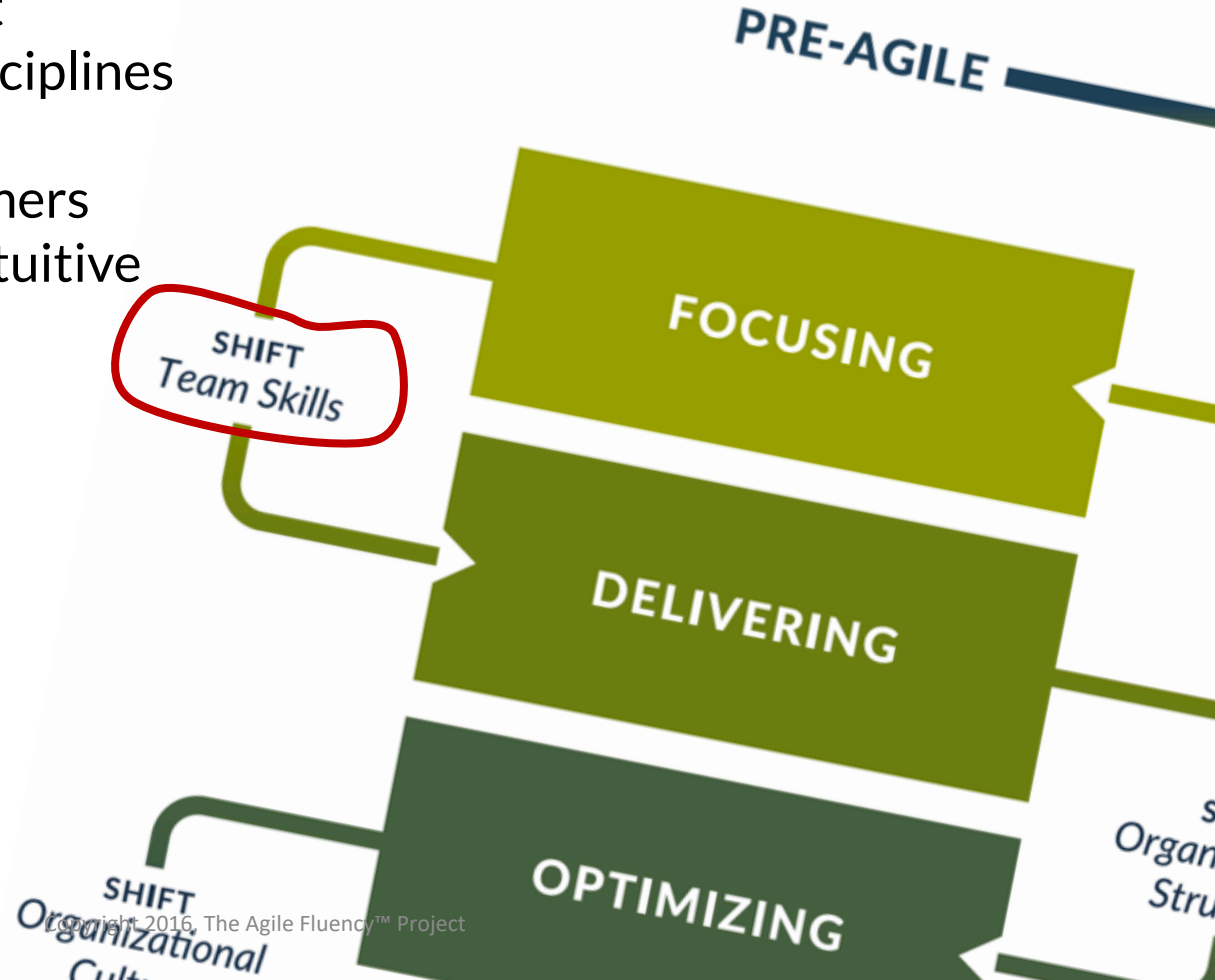 PRE-AGILE
ciplines
ners
tuitive
FOCUSING
SHIFT
Team Skills
DELIVERING
OPTIMIZING
Organ
Stru
SHIFT
Organizational
Cultu
Copyright 2016, The Agile Fluency™ Project